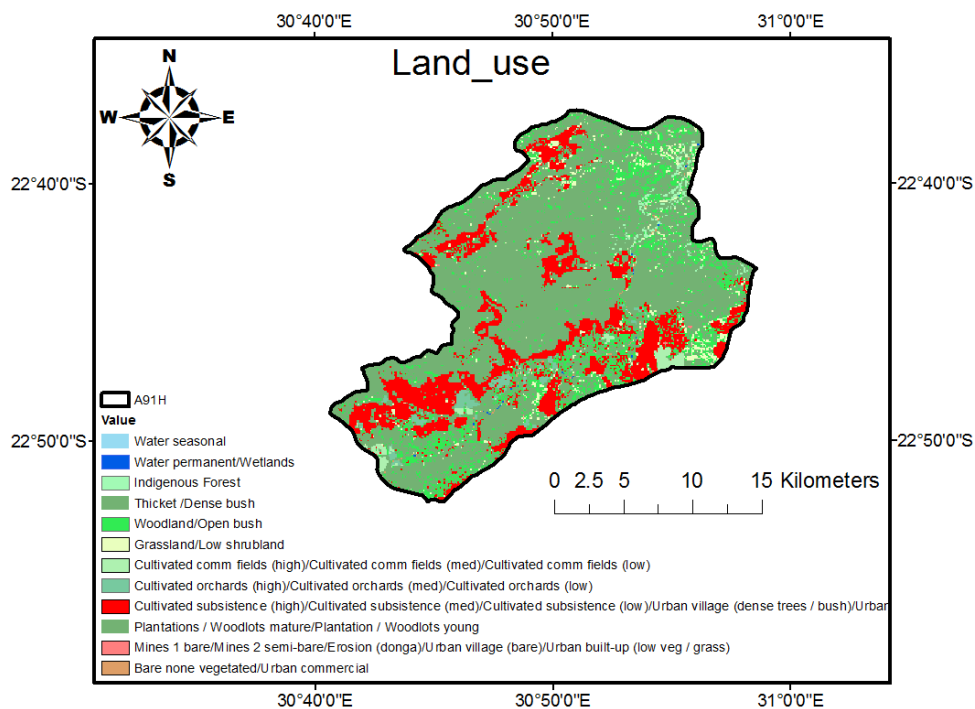 30°40'0"E 30°50'0"E 31°0'0"E
Land_use
N
W E
S
22°40'0"S 22°40'0"S
A91H
Value
Water seasonal
22°50'0"S 22°50'0"S
Water permanent/Wetlands
Indigenous Forest
0 2.5 5 10 15 Kilometers
Thicket /Dense bush
Woodland/Open bush
Grassland/Low shrubland
Cultivated comm fields (high)/Cultivated comm fields (med)/Cultivated comm fields (low)
Cultivated orchards (high)/Cultivated orchards (med)/Cultivated orchards (low)
Cultivated subsistence (high)/Cultivated subsistence (med)/Cultivated subsistence (low)/Urban village (dense trees / bush)/Urban
Plantations / Woodlots mature/Plantation / Woodlots young
Mines 1 bare/Mines 2 semi-bare/Erosion (donga)/Urban village (bare)/Urban built-up (low veg / grass)
Bare none vegetated/Urban commercial
30°40'0"E 30°50'0"E 31°0'0"E